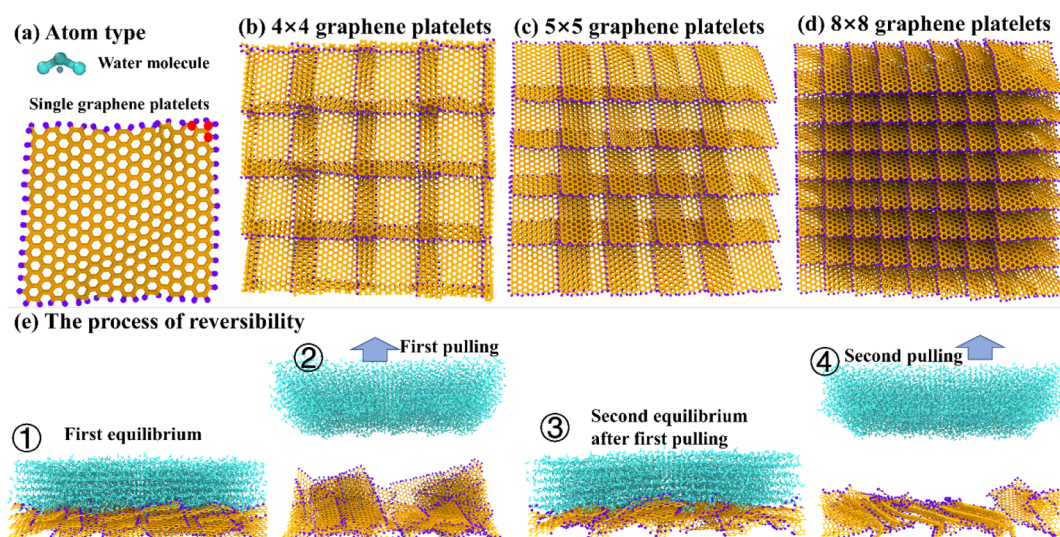 (a) Atom type
Water molecule
Single graphene platelets
(b) 4×4 graphene platelets
(c) 5×5 graphene platelets
(d) 8×8 graphene platelets
(e) The process of reversibility
①
First equilibrium
②
First pulling
③
Second equilibrium
after first pulling
④
Second pulling